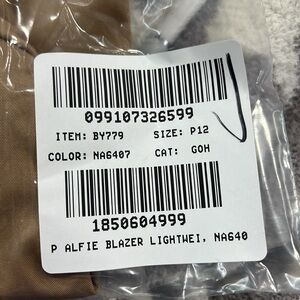 099107326599
ITEM: BY779 SIZE: P12
COLOR: NA6407 CAT: GOH
1850604999
P ALFIE BLAZER LIGHTWEI, NA640